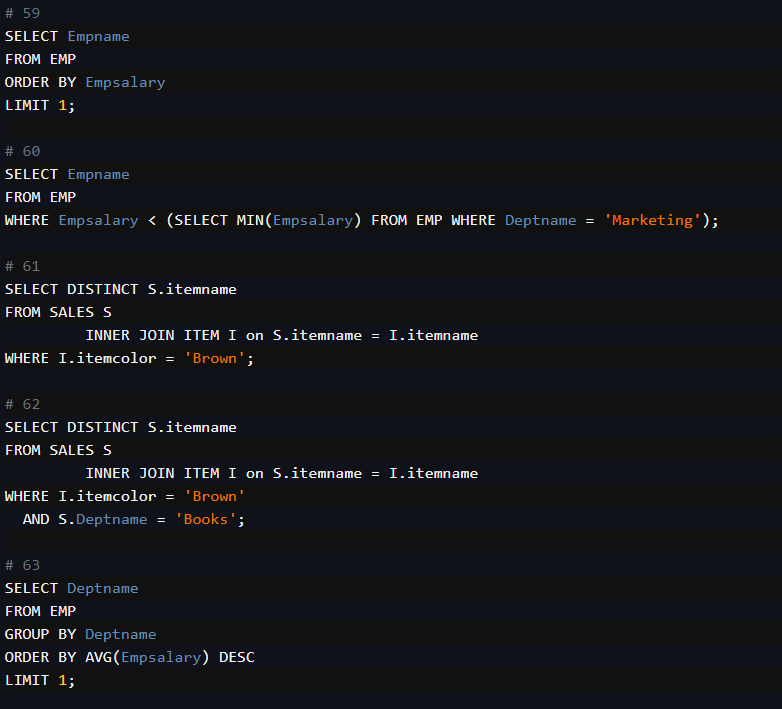 # 59
SELECT Empname
FROM EMP
ORDER BY Empsalary
LIMIT 1;
# 60
SELECT Empname
FROM EMP
WHERE Empsalary < (SELECT MIN(Empsalary) FROM EMP WHERE Deptname = 'Marketing');
# 61
SELECT DISTINCT S.itemname
FROM SALES S
INNER JOIN ITEM I on S.itemname = I.itemname
WHERE I.itemcolor = 'Brown';
# 62
SELECT DISTINCT S.itemname
FROM SALES S
INNER JOIN ITEM I on S.itemname = I.itemname
WHERE I.itemcolor = 'Brown'
AND S.Deptname = 'Books';
# 63
SELECT Deptname
FROM EMP
GROUP BY Deptname
ORDER BY AVG(Empsalary) DESC
LIMIT 1;